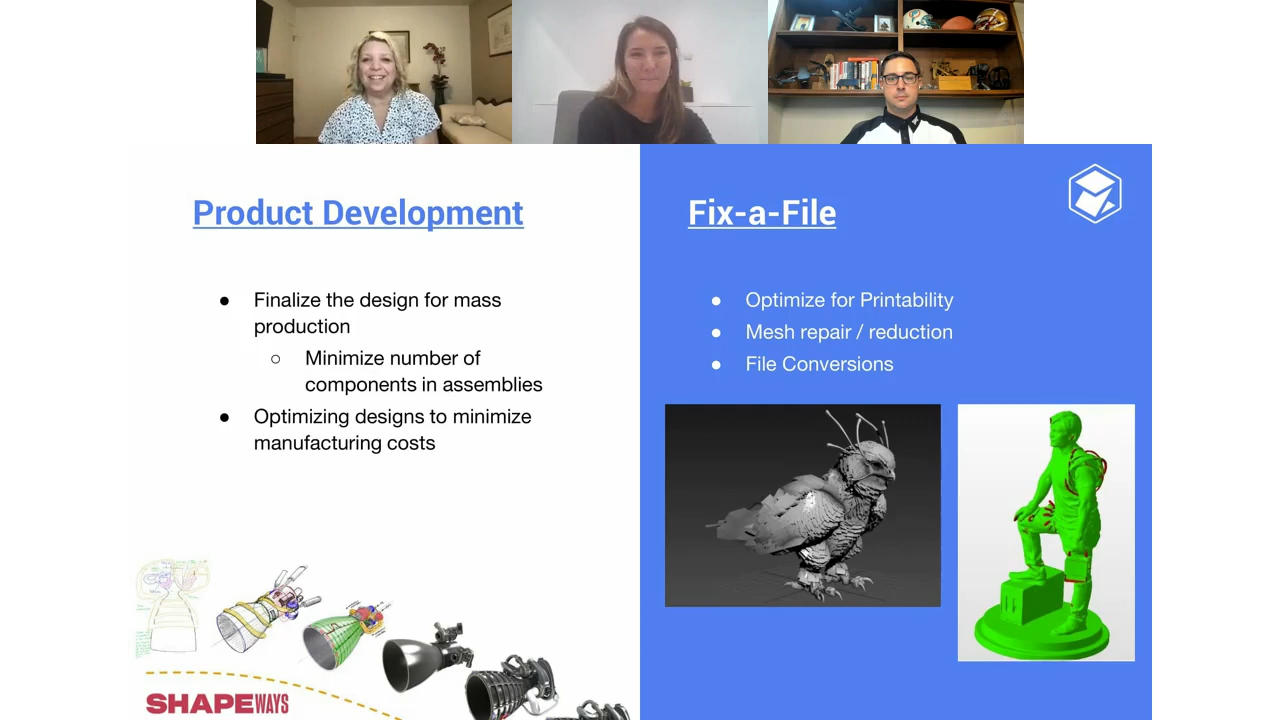 Product Development
Finalize the design for mass
production
Minimize number of
components in assemblies
Optimizing designs to minimize
manufacturing costs
SHAPEWAYS
Fix-a-File
Optimize for Printability
Mesh repair / reduction
File Conversions